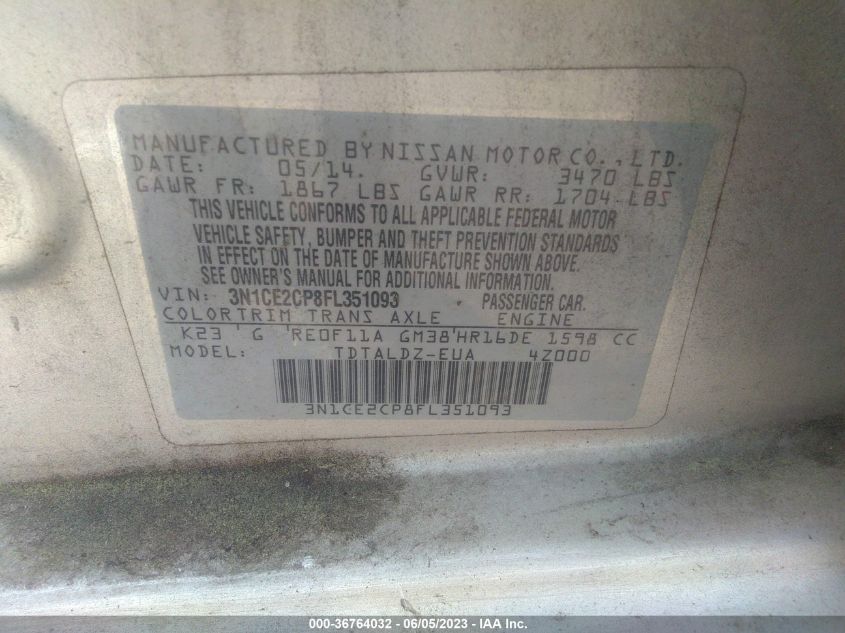 MANUFACTURED BY NISSAN MOTOR CO., LTD.
DATE: 05/14. GVWR: 3470 LBS
GAWR FR: 1867 LBS GAWR RR: 1704 LBS
THIS VEHICLE CONFORMS TO ALL APPLICABLE FEDERAL MOTOR
VEHICLE SAFETY, BUMPER AND THEFT PREVENTION STANDARDS
IN EFFECT ON THE DATE OF MANUFACTURE SHOWN ABOVE.
SEE OWNER'S MANUAL FOR ADDITIONAL INFORMATION.
VIN: 3N1CE2CP8FL351093 PASSENGER CAR.
COLOR TRIM TRANS AXLE ENGINE
K23 'G 'RE0F11A GM38'HR16DE 1598 CC
MODEL: TDTALDZ-EUA 4Z000
3N1CE2CP8FL351093
000-36764032 - 06/05/2023 - IAA Inc.